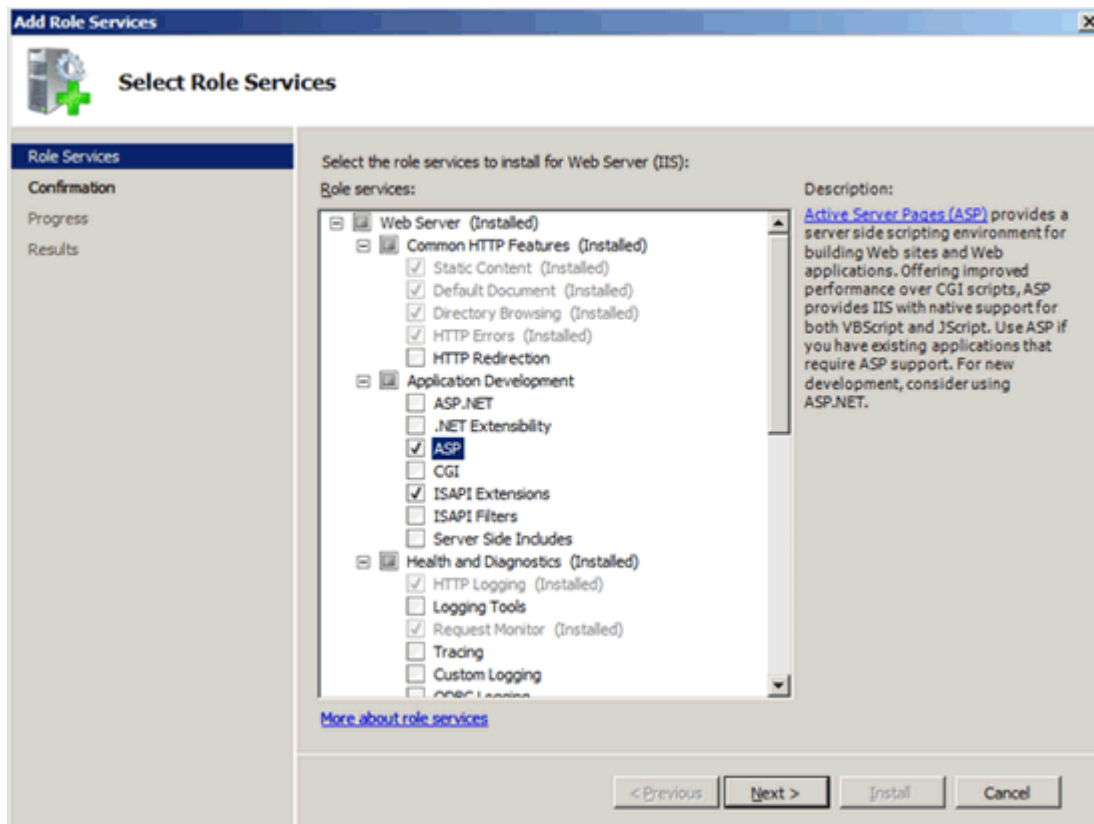 Add Role Services
Select Role Services
Role Services
Confirmation
Progress
Results
Select the role services to install for Web Server (IIS):
Role services:
Web Server (Installed)
Common HTTP Features (Installed)
Static Content (Installed)
Default Document (Installed)
Directory Browsing (Installed)
HTTP Errors (Installed)
HTTP Redirection
Application Development
ASP.NET
.NET Extensibility
ASP
CGI
ISAPI Extensions
ISAPI Filters
Server Side Includes
Health and Diagnostics (Installed)
HTTP Logging (Installed)
Logging Tools
Request Monitor (Installed)
Tracing
Custom Logging
ODBC Logging
More about role services
Description:
Active Server Pages (ASP) provides a
server side scripting environment for
building Web sites and Web
applications. Offering improved
performance over CGI scripts, ASP
provides IIS with native support for
both VBScript and JScript. Use ASP if
you have existing applications that
require ASP support. For new
development, consider using
ASP.NET.
< Previous
Next >
Install
Cancel